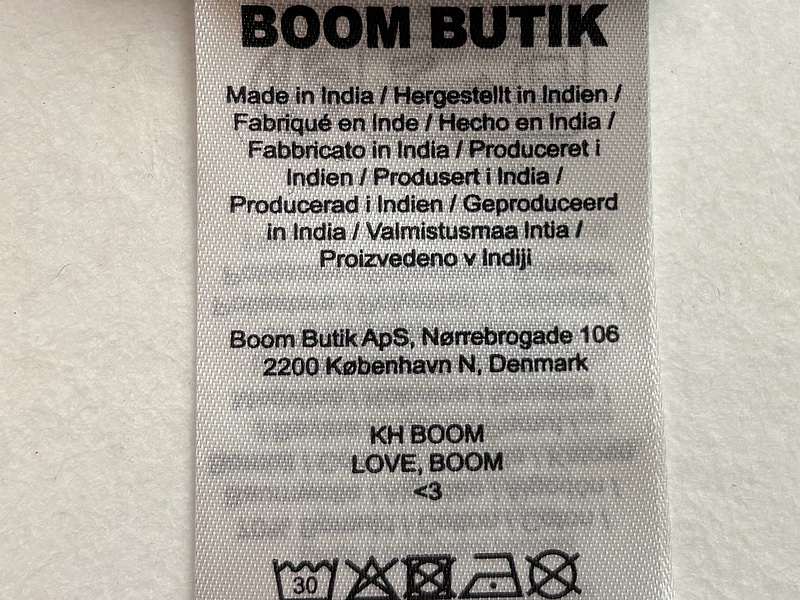 BOOM BUTIK
Made in India / Hergestellt in Indien /
Fabriqué en Inde / Hecho en India /
Fabbricato in India / Produceret i
Indien / Produsert i India /
Producerad i Indien / Geproduceerd
in India / Valmistusmaa Intia /
Proizvedeno v Indiji
Boom Butik ApS, Nørrebrogade 106
2200 København N, Denmark
KH BOOM
LOVE, BOOM
<3
30